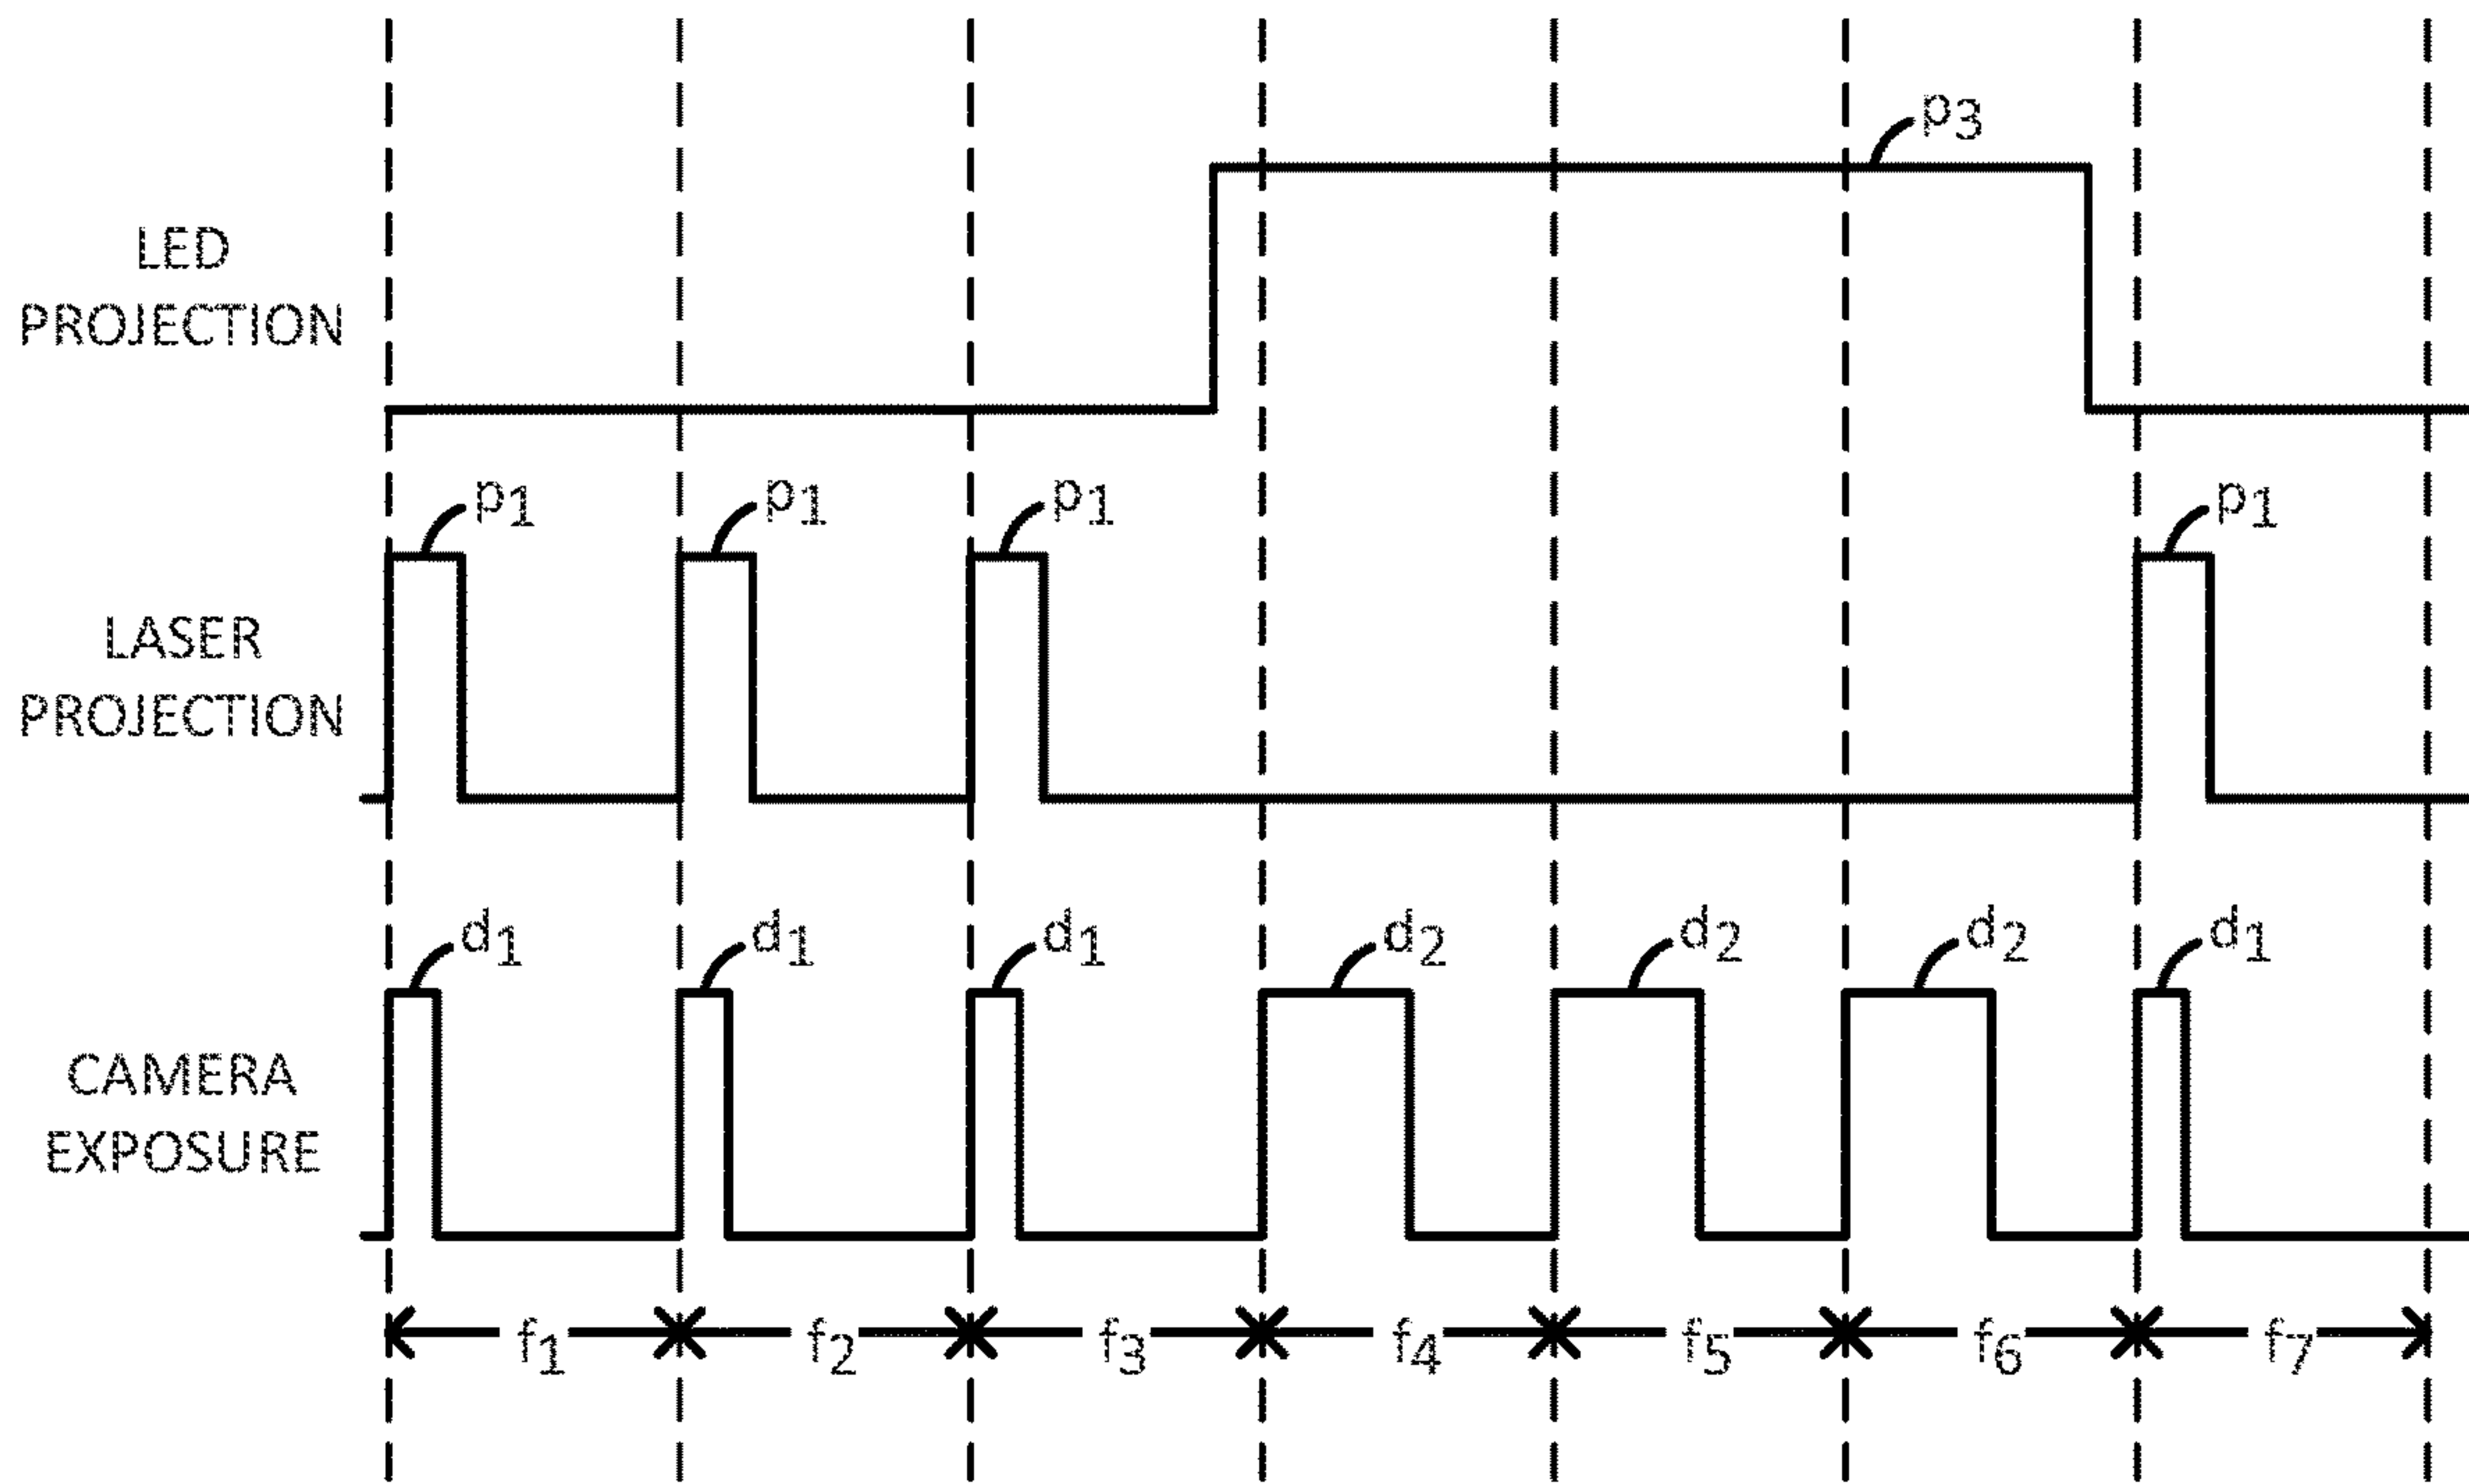 p3
LED
PROJECTION
p1 p1 p1 p1
LASER
PROJECTION
d1 d1 d1 d2 d2 d2 d1
CAMERA
EXPOSURE
f1 f2 f3 f4 f5 f6 f7